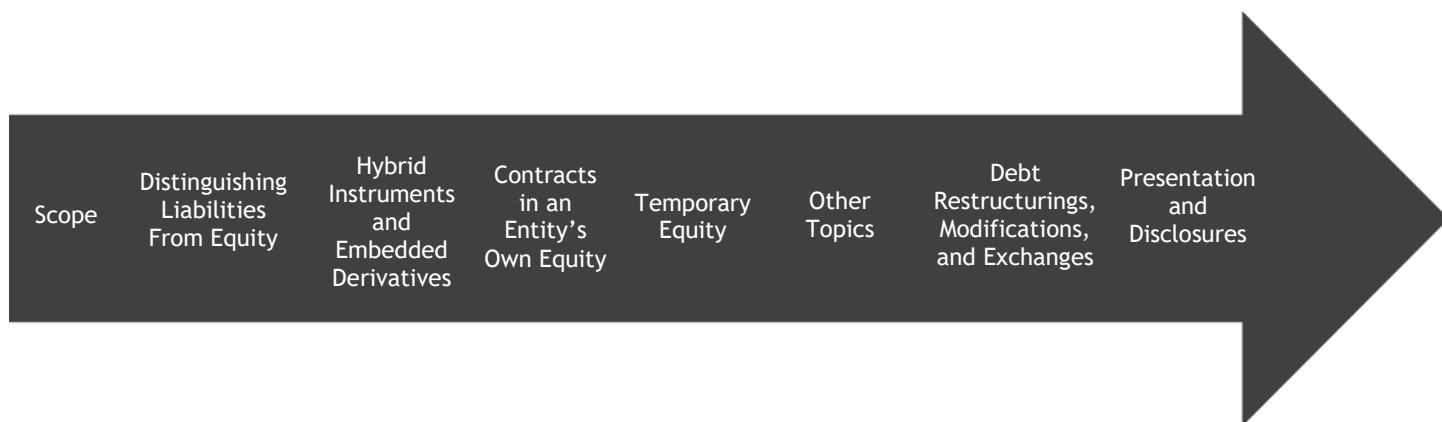 Scope
Distinguishing
Liabilities
From Equity
Hybrid
Instruments
and
Embedded
Derivatives
Contracts
in an
Entity’s
Own Equity
Temporary
Equity
Other
Topics
Debt
Restructurings,
Modifications,
and Exchanges
Presentation
and
Disclosures